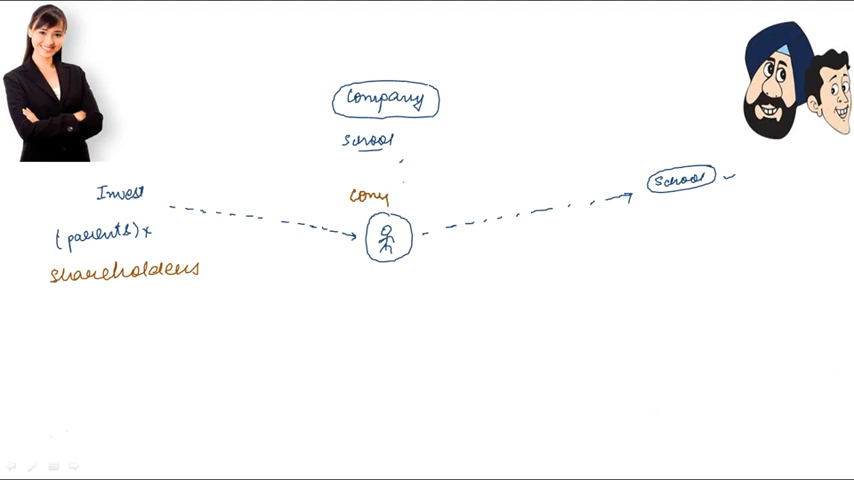 Company
School
Invest
Cony
School
(parents) x
shareholders